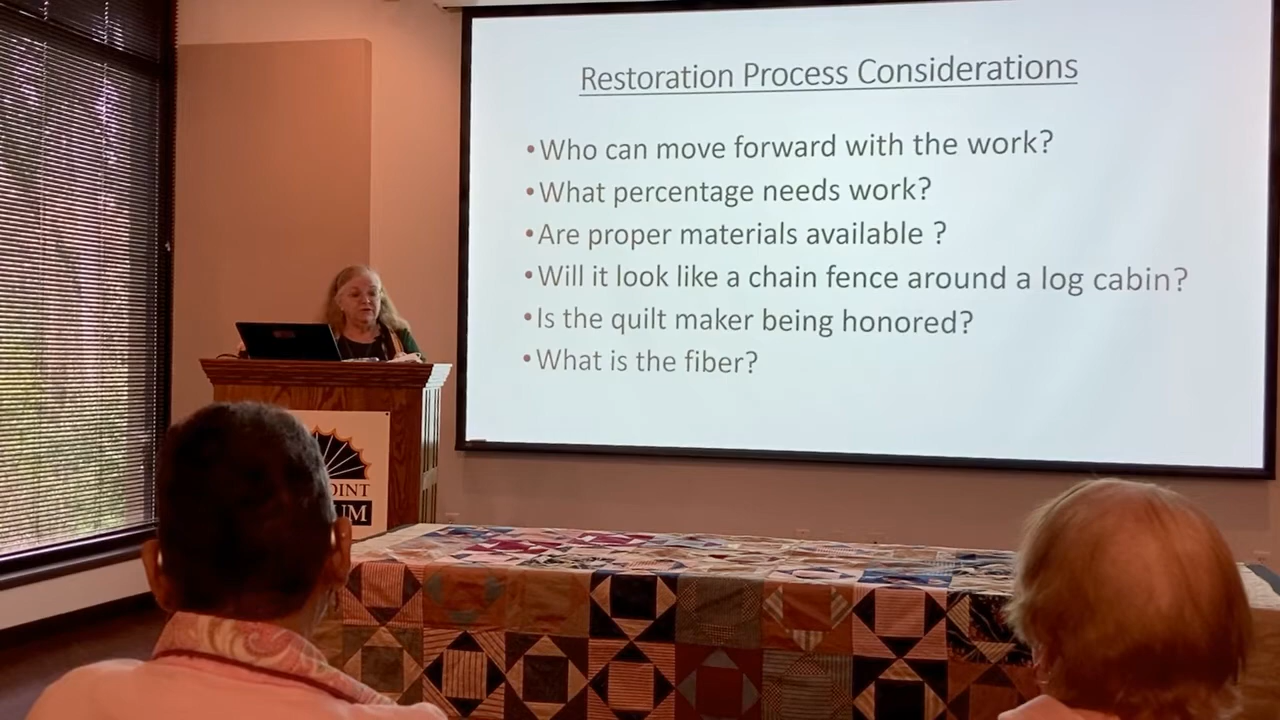 Restoration Process Considerations
•Who can move forward with the work?
•What percentage needs work?
•Are proper materials available ?
•Will it look like a chain fence around a log cabin?
•Is the quilt maker being honored?
•What is the fiber?